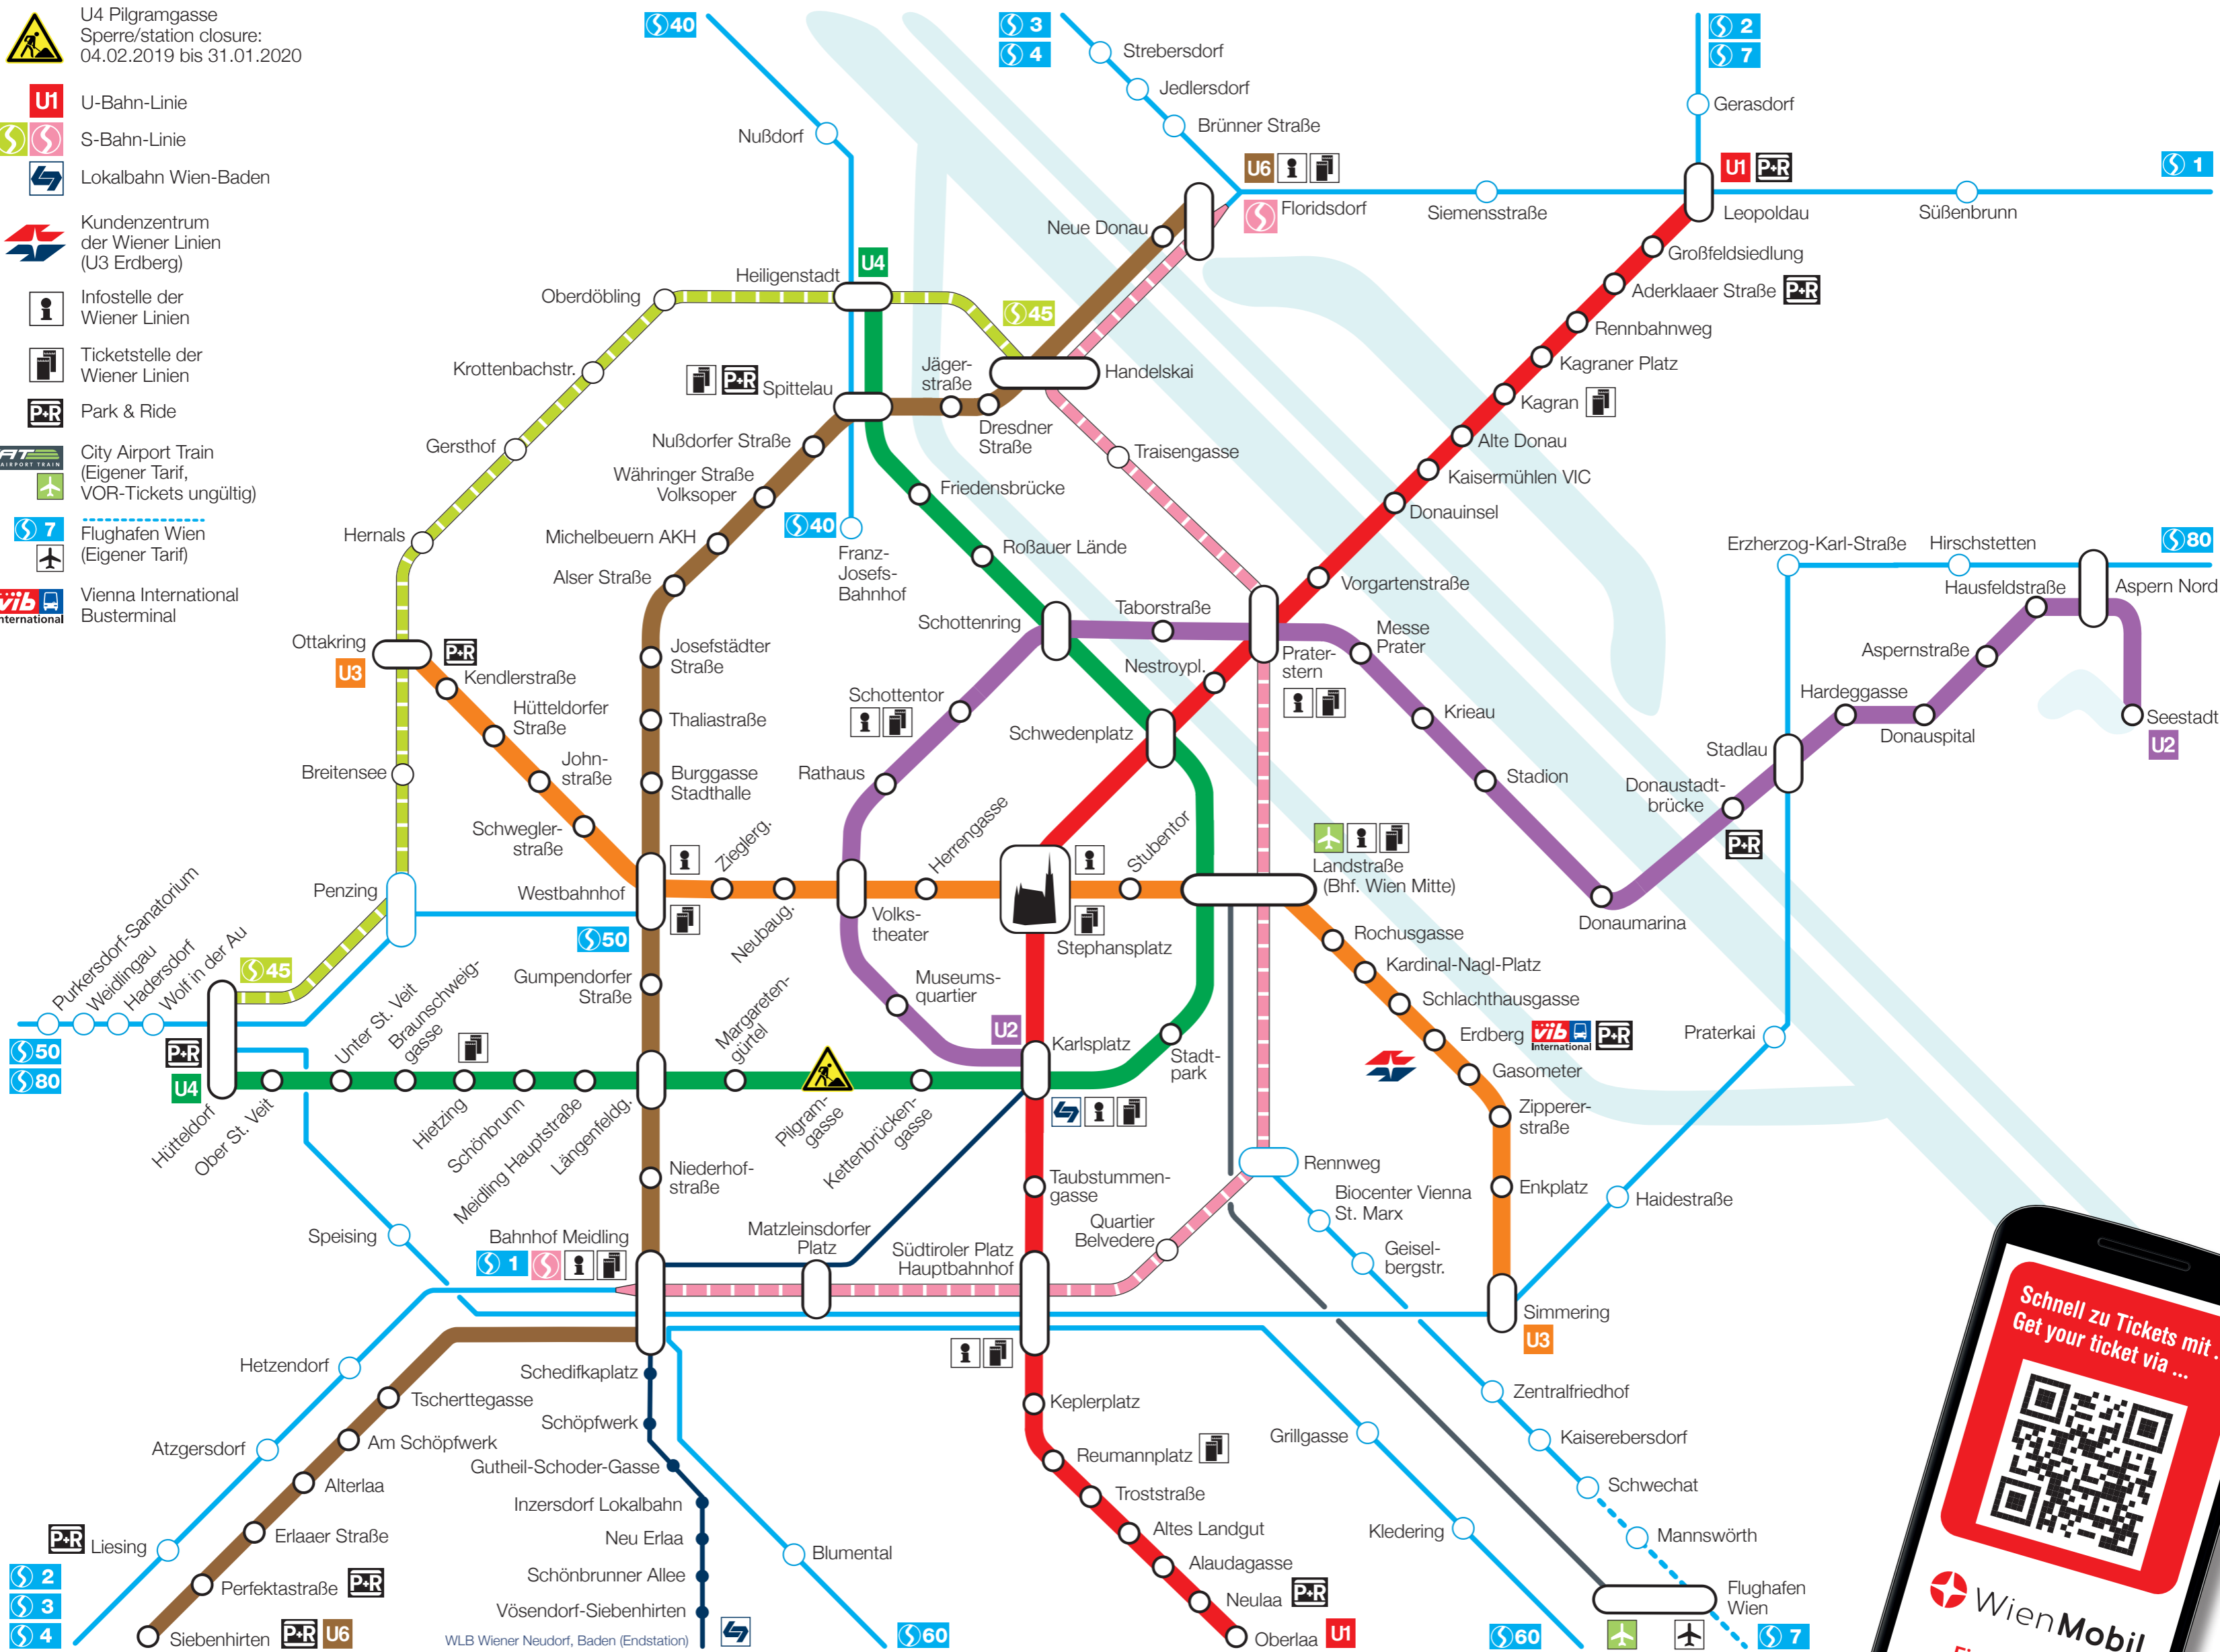 U4 Pilgramgasse
Sperre/station closure:
04.02.2019 bis 31.01.2020
U1
U-Bahn-Linie
S-Bahn-Linie
Lokalbahn Wien-Baden
Kundenzentrum
der Wiener Linien
(U3 Erdberg)
Infostelle der
Wiener Linien
Ticketstelle der
Wiener Linien
P+R
Park & Ride
AIRPORT TRAIN
City Airport Train
(Eigener Tarif,
VOR-Tickets ungültig)
7
Flughafen Wien
(Eigener Tarif)
vib
International
Vienna International
Busterminal
40
3
4
Strebersdorf
Jedlersdorf
Brünner Straße
2
7
Gerasdorf
Nußdorf
U6
Floridsdorf
Siemensstraße
U1 P+R
Leopoldau
Süßenbrunn
1
Neue Donau
Großfeldsiedlung
Aderklaaer Straße P+R
Rennbahnweg
Kagraner Platz
Kagran
Alte Donau
Kaisermühlen VIC
Donauinsel
Vorgartenstraße
Heiligenstadt
U4
Oberdöbling
45
Krottenbachstr.
Gersthof
Hernals
P+R Spittelau
Jäger-
straße
Handelskai
Dresdner
Straße
Traisengasse
Nußdorfer Straße
Währinger Straße
Volksoper
Michelbeuern AKH
Alser Straße
40
Franz-
Josefs-
Bahnhof
Friedensbrücke
Roßauer Lände
Schottenring
Taborstraße
Prater-
stern
Messe
Prater
Nestroypl.
Krieau
Stadion
Erzherzog-Karl-Straße
Hirschstetten
80
Hausfeldstraße
Aspern Nord
Aspernstraße
Hardeggasse
Donauspital
Seestadt
U2
Stadlau
Donaustadt-
brücke
P+R
Donaumarina
Ottakring
U3
P+R
Kendlerstraße
Hütteldorfer
Straße
John-
straße
Schwegler-
straße
Breitensee
Penzing
Josefstädter
Straße
Thaliastraße
Burggasse
Stadthalle
Westbahnhof
50
Schottentor
Rathaus
Schwedenplatz
Zieglerg.
Neubaug.
Volks-
theater
Herrengasse
Stephansplatz
Stubentor
Landstraße
(Bhf. Wien Mitte)
Rochusgasse
Kardinal-Nagl-Platz
Schlachthausgasse
Erdberg
vib
International
P+R
Gasometer
Zipperer-
straße
Enkplatz
Praterkai
Haidestraße
Simmering
U3
Purkersdorf-Sanatorium
Weidlingau
Hadersdorf
Wolf in der Au
45
50
80
P+R
U4
Hütteldorf
Ober St. Veit
Unter St. Veit
Braunschweig-
gasse
Hietzing
Schönbrunn
Meidling Hauptstraße
Längenfeldg.
Gumpendorfer
Straße
Margareten-
gürtel
Pilgram-
gasse
Kettenbrücken-
gasse
Museums-
quartier
U2
Karlsplatz
Stadt-
park
Niederhof-
straße
Taubstummen-
gasse
Rennweg
Biocenter Vienna
St. Marx
Geisel-
bergstr.
Quartier
Belvedere
Speising
Bahnhof Meidling
1
Matzleinsdorfer
Platz
Südtiroler Platz
Hauptbahnhof
Hetzendorf
Atzgersdorf
P+R Liesing
2
3
4
Tscherttegasse
Am Schöpfwerk
Alterlaa
Erlaaer Straße
Perfektastraße P+R
Siebenhirten P+R U6
Schedifkaplatz
Schöpfwerk
Gutheil-Schoder-Gasse
Inzersdorf Lokalbahn
Neu Erlaa
Schönbrunner Allee
Vösendorf-Siebenhirten
WLB Wiener Neudorf, Baden (Endstation)
Blumental
60
Keplerplatz
Reumannplatz
Troststraße
Altes Landgut
Alaudagasse
Neulaa P+R
Oberlaa U1
Grillgasse
Kledering
60
Zentralfriedhof
Kaiserebersdorf
Schwechat
Mannswörth
Flughafen
Wien
7
Schnell zu Tickets mit ...
Get your ticket via ...
WienMobil